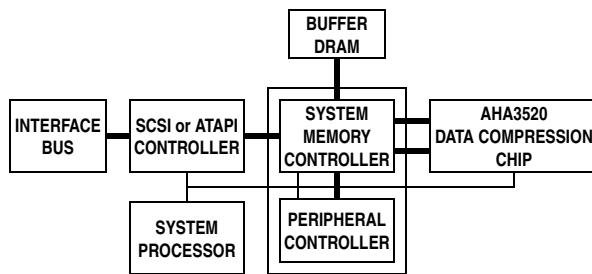 BUFFER
DRAM
INTERFACE
BUS
SCSI or ATAPI
CONTROLLER
SYSTEM
MEMORY
CONTROLLER
AHA3520
DATA COMPRESSION
CHIP
SYSTEM
PROCESSOR
PERIPHERAL
CONTROLLER